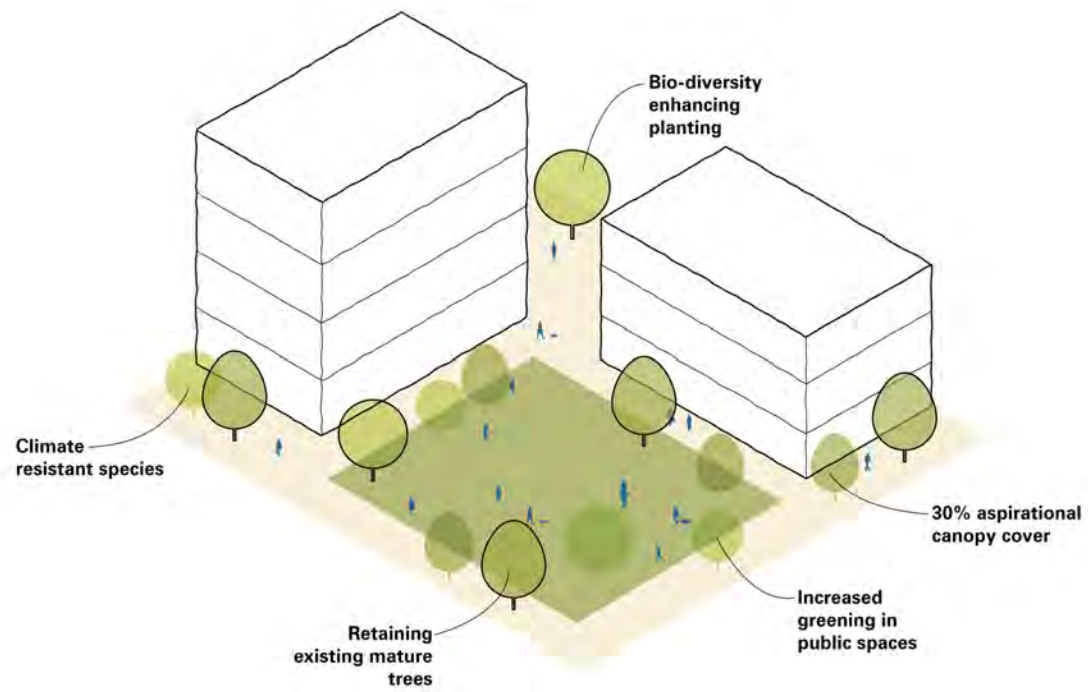 Bio-diversity
enhancing
planting
Climate
resistant species
30% aspirational
canopy cover
Increased
greening in
public spaces
Retaining
existing mature
trees